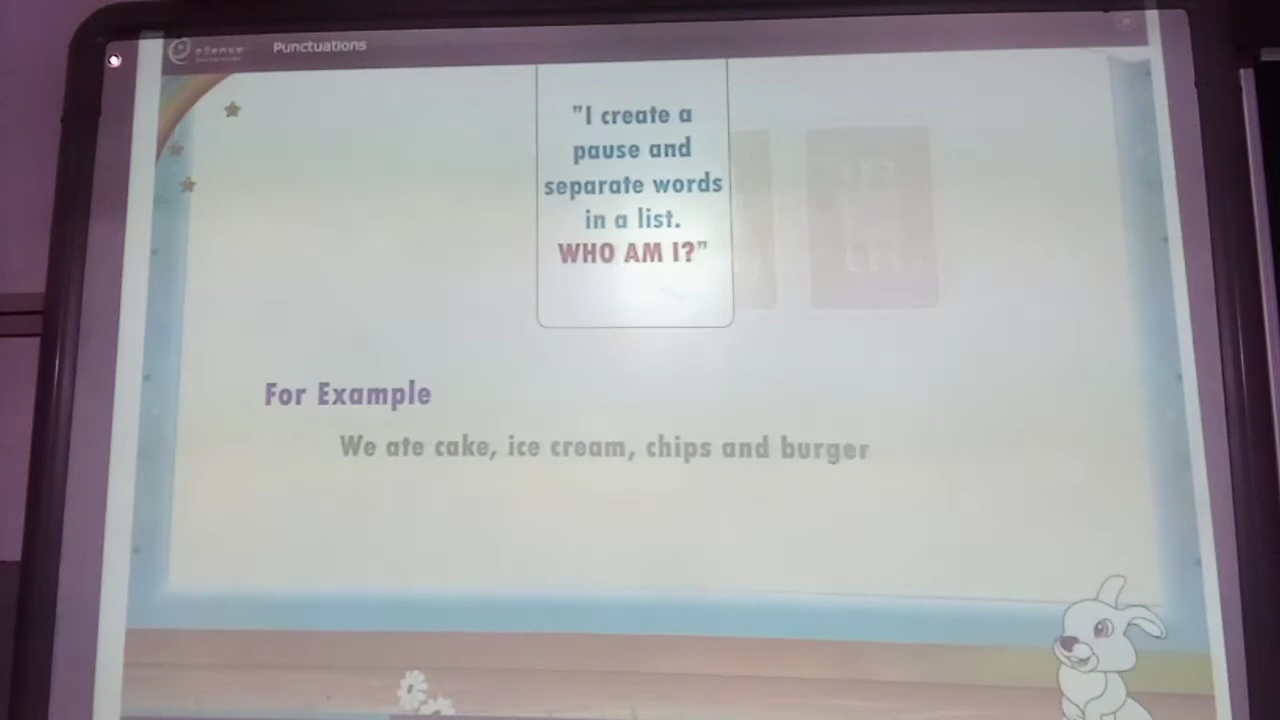 eSense
Punctuations
"I create a
pause and
separate words
in a list.
WHO AM I?"
For Example
We ate cake, ice cream, chips and burger